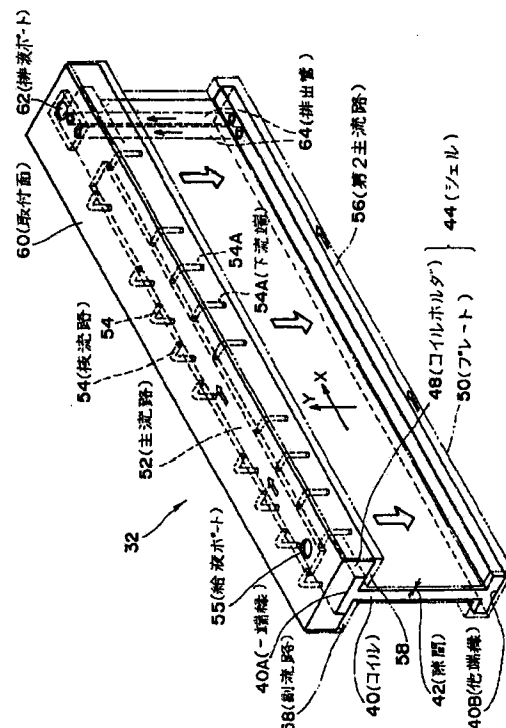 62(排液ポート)
60(取付面)
64(排出管)
54A
54A(下流端)
56(第2主流路)
54
54(枝流路)
44(シェル)
48(コイルホルダ)
50(プレート)
52(主流路)
Y
X
32
55(給液ポート)
40A(一端縁)
58
58(副流路)
40(コイル)
42(隙間)
40B(他端縁)